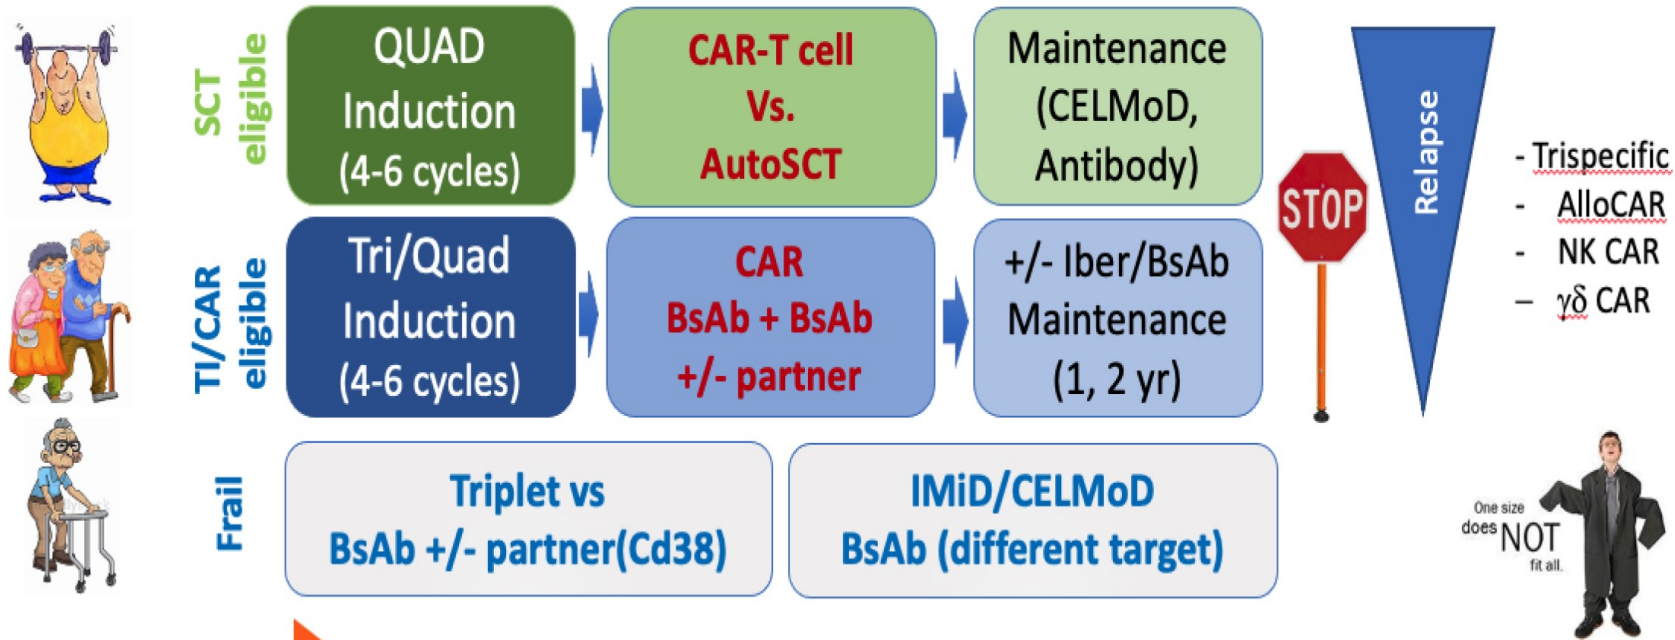 SCT
eligible
QUAD
Induction
(4-6 cycles)
CAR-T cell
Vs.
AutoSCT
Maintenance
(CELMoD,
Antibody)
TI/CAR
eligible
Tri/Quad
Induction
(4-6 cycles)
CAR
BsAb + BsAb
+/- partner
+/- Iber/BsAb
Maintenance
(1, 2 yr)
STOP
Relapse
- Trispecific
- AlloCAR
- NK CAR
– γδ CAR
Frail
Triplet vs
BsAb +/- partner(Cd38)
IMiD/CELMoD
BsAb (different target)
One size
does NOT
fit all.